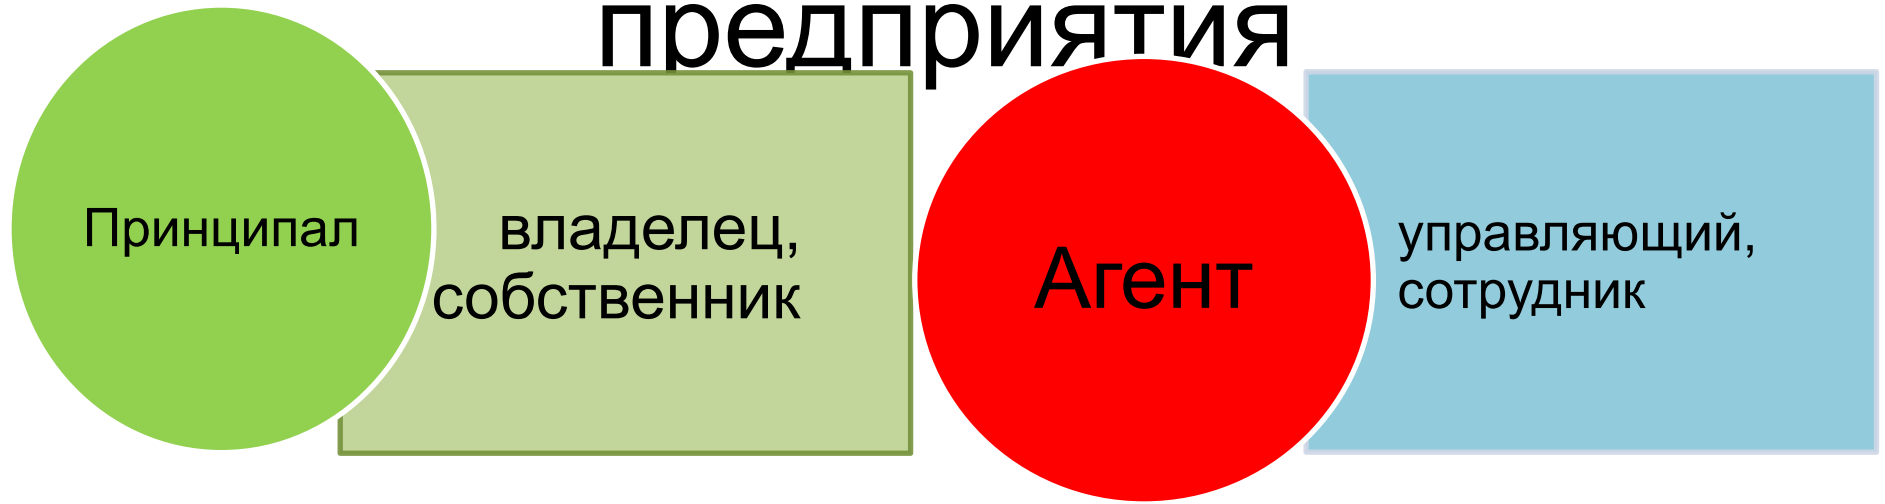 предприятия
Принципал
владелец,
собственник
Агент
управляющий,
сотрудник